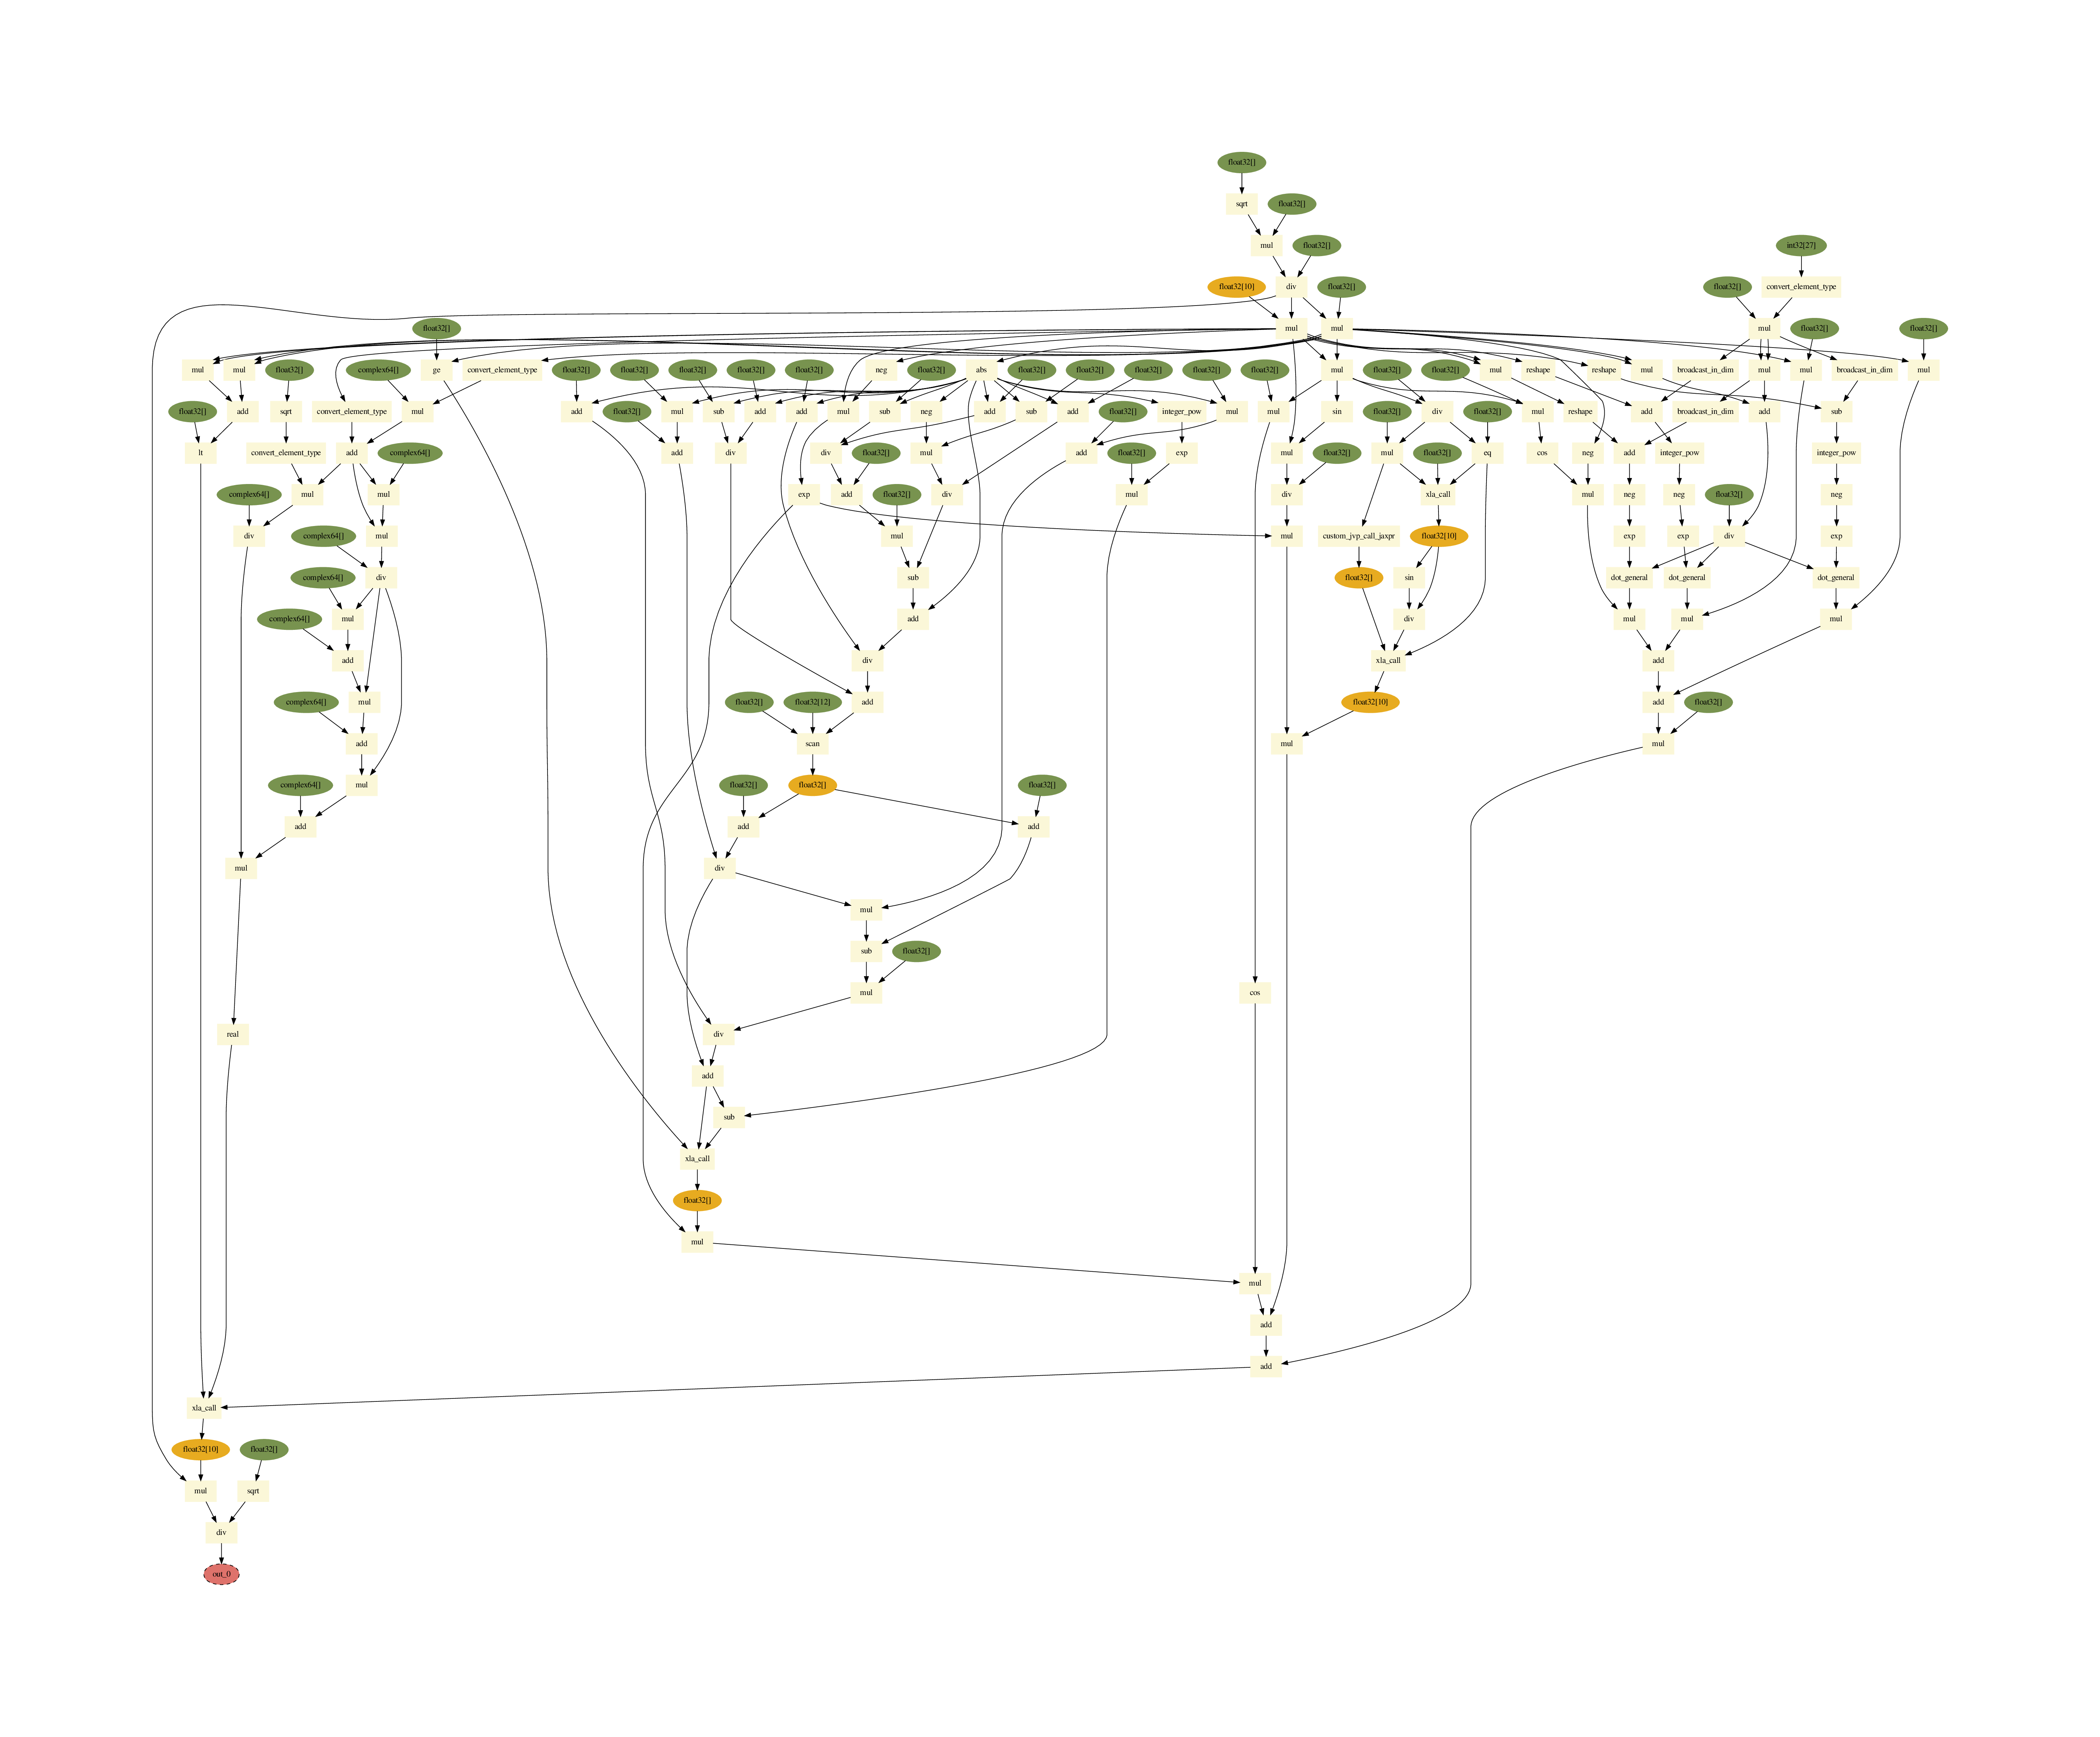 float32[]
sqrt
float32[]
mul
float32[]
int32[27]
float32[10]
div
float32[]
float32[]
convert_element_type
float32[]
mul
mul
mul
float32[]
float32[]
mul
mul
float32[]
complex64[]
ge
convert_element_type
float32[]
float32[]
float32[]
float32[]
float32[]
neg
float32[]
abs
float32[]
float32[]
float32[]
float32[]
float32[]
mul
float32[]
float32[]
mul
reshape
reshape
mul
broadcast_in_dim
mul
mul
broadcast_in_dim
mul
float32[]
add
sqrt
convert_element_type
mul
add
float32[]
mul
sub
add
add
mul
sub
neg
add
sub
add
float32[]
integer_pow
mul
mul
sin
float32[]
div
float32[]
mul
reshape
add
broadcast_in_dim
add
sub
lt
convert_element_type
add
complex64[]
add
div
div
float32[]
mul
add
float32[]
exp
mul
float32[]
mul
float32[]
eq
cos
neg
add
integer_pow
integer_pow
complex64[]
mul
mul
exp
add
float32[]
div
mul
div
xla_call
mul
neg
neg
float32[]
neg
div
complex64[]
mul
mul
mul
custom_jvp_call_jaxpr
float32[10]
exp
exp
div
exp
complex64[]
div
sub
float32[]
sin
dot_general
dot_general
dot_general
complex64[]
mul
add
div
mul
mul
mul
add
div
xla_call
add
complex64[]
mul
float32[]
float32[12]
add
float32[10]
add
float32[]
add
scan
mul
mul
complex64[]
mul
float32[]
float32[]
float32[]
add
add
add
mul
div
mul
sub
float32[]
mul
cos
real
div
add
sub
xla_call
float32[]
mul
mul
add
add
xla_call
float32[10]
float32[]
mul
sqrt
div
out_0